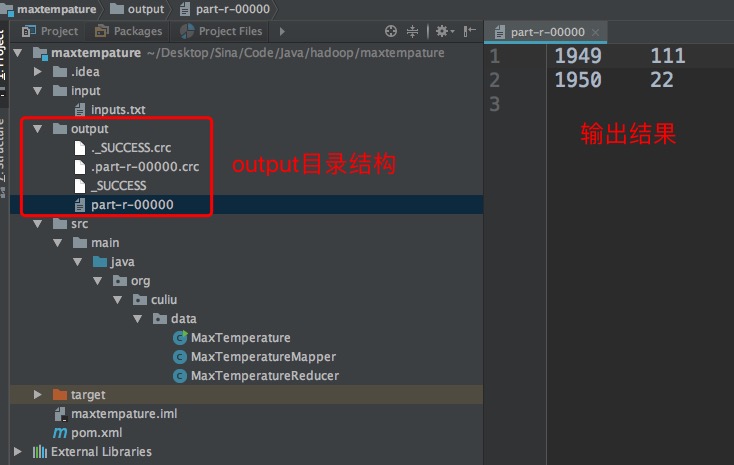 maxtempature output part-r-00000
Project Packages Project Files
maxtempature ~/Desktop/Sina/Code/Java/hadoop/maxtempature
.idea
input
inputs.txt
output
._SUCCESS.crc
.part-r-00000.crc
_SUCCESS
part-r-00000
output目录结构
src
main
java
org
culiu
data
MaxTemperature
MaxTemperatureMapper
MaxTemperatureReducer
target
maxtempature.iml
pom.xml
External Libraries
1: Project
Structure
part-r-00000
1 1949 111
2 1950 22
3
输出结果